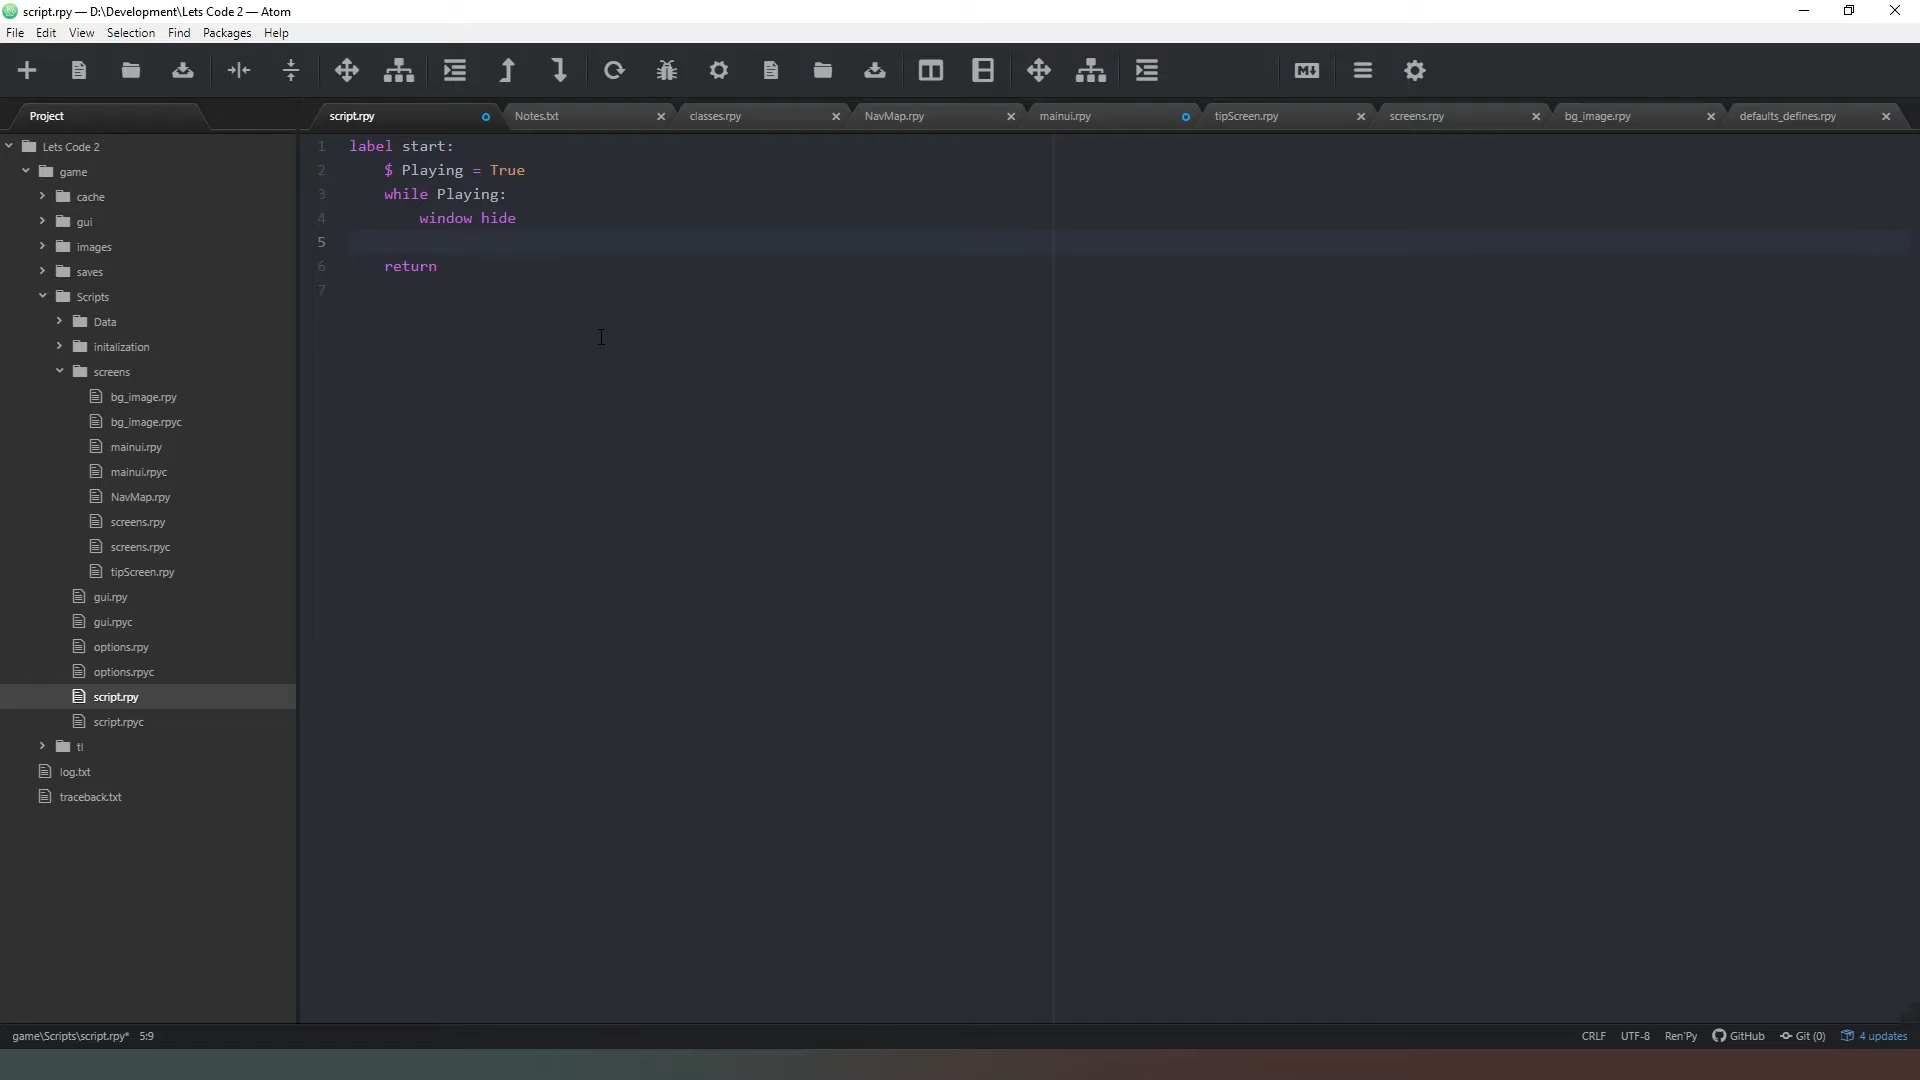 script.rpy — D:\Development\Lets Code 2 — Atom
File Edit View Selection Find Packages Help
M↓
Project
script.rpy Notes.txt classes.rpy NavMap.rpy mainui.rpy tipScreen.rpy screens.rpy bg_image.rpy defaults_defines.rpy
Lets Code 2
game
cache
gui
images
saves
Scripts
Data
initalization
screens
bg_image.rpy
bg_image.rpyc
mainui.rpy
mainui.rpyc
NavMap.rpy
screens.rpy
screens.rpyc
tipScreen.rpy
gui.rpy
gui.rpyc
options.rpy
options.rpyc
script.rpy
script.rpyc
tl
log.txt
traceback.txt
1 label start:
2 $ Playing = True
3 while Playing:
4 window hide
5
6 return
7
game\Scripts\script.rpy* 5:9
CRLF UTF-8 Ren'Py GitHub Git (0) 4 updates